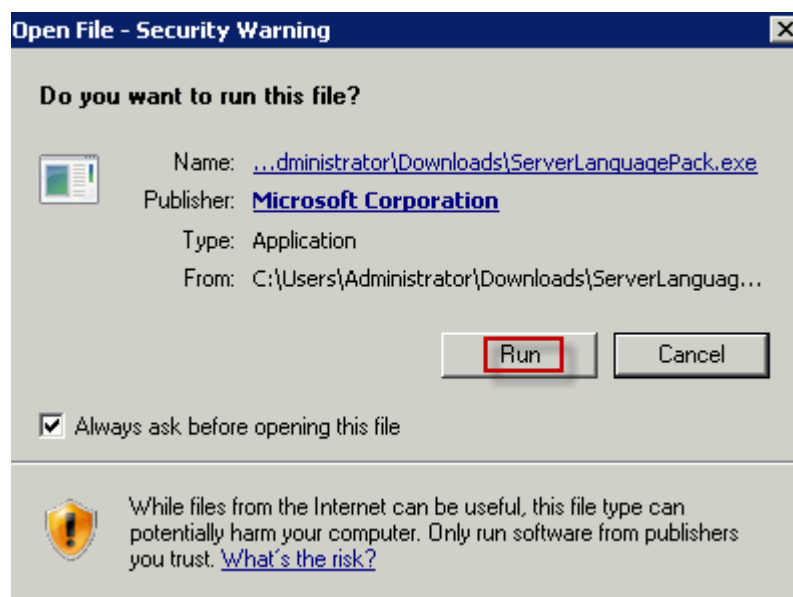 Open File - Security Warning
Do you want to run this file?
Name: ...dministrator\Downloads\ServerLanguagePack.exe
Publisher: Microsoft Corporation
Type: Application
From: C:\Users\Administrator\Downloads\ServerLanguag...
Run Cancel
Always ask before opening this file
While files from the Internet can be useful, this file type can
potentially harm your computer. Only run software from publishers
you trust. What's the risk?